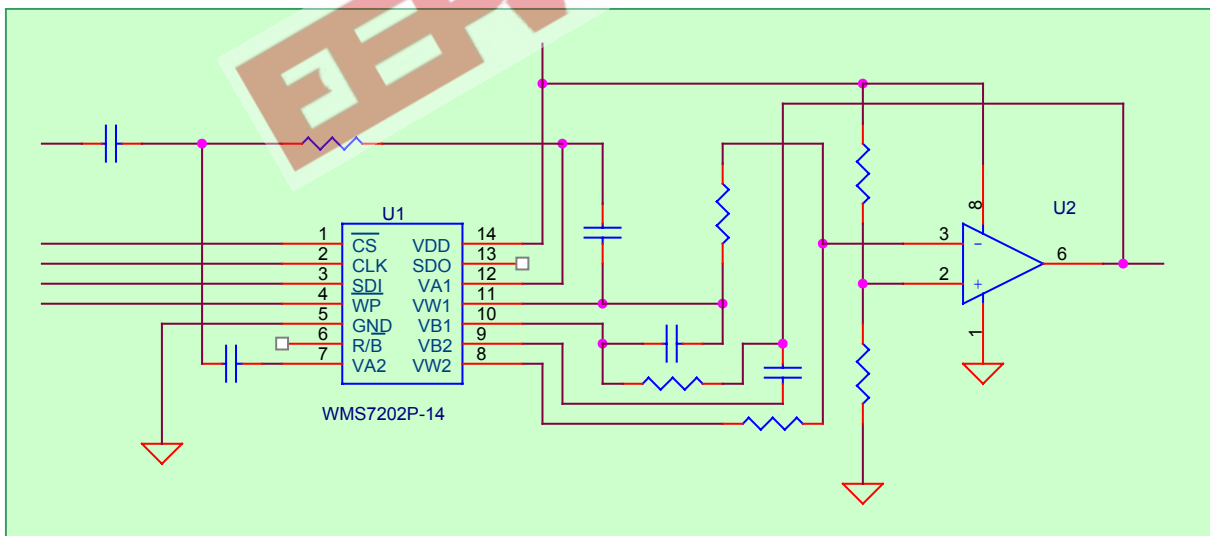 U1
1 CS VDD 14
2 CLK SDO 13
3 SDI VA1 12
4 WP VW1 11
5 GND VB1 10
6 R/B VB2 9
7 VA2 VW2 8
WMS7202P-14
U2
8
3 −
6
2 +
1